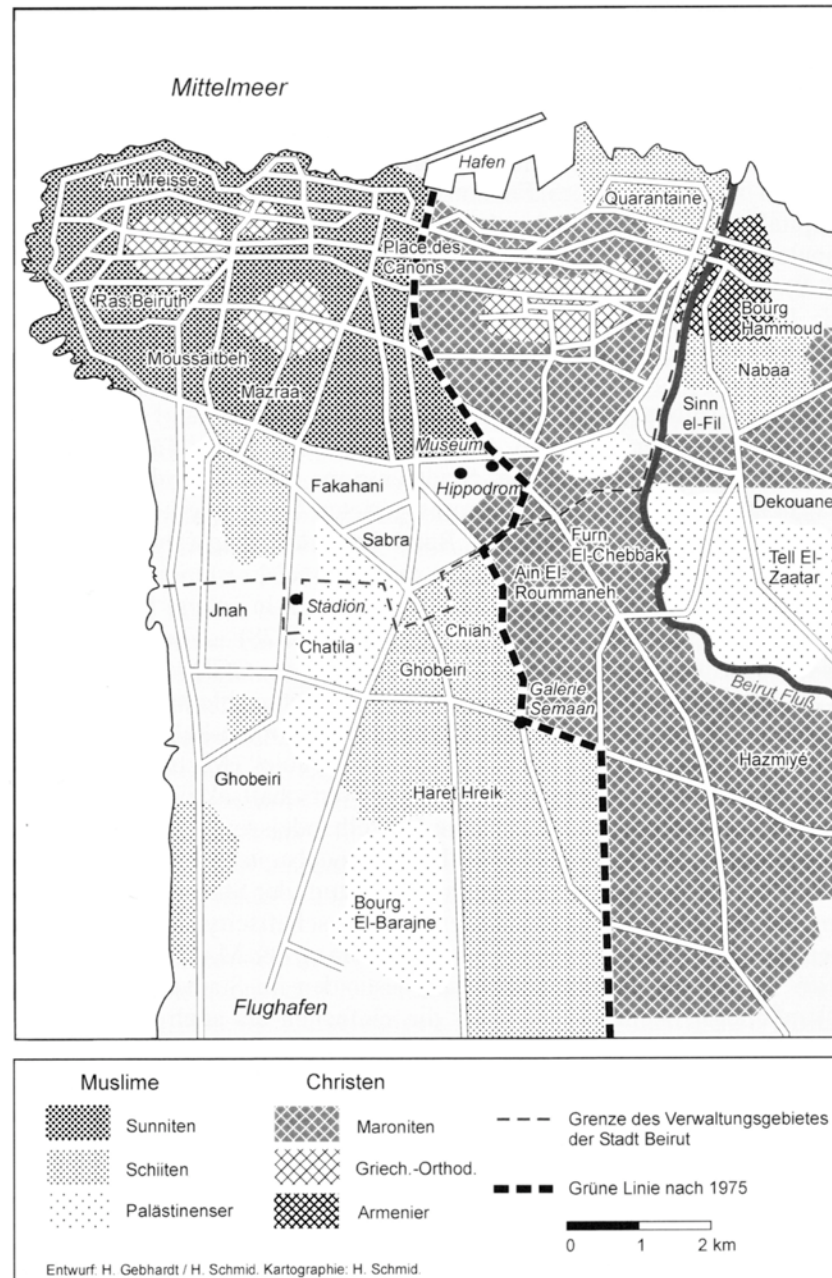 Mittelmeer
Hafen
Ain-Mreisse
Quarantaine
Place des
Canons
Ras Beiruth
Bourg
Hammoud
Moussaitbeh
Nabaa
Mazraa
Sinn
el-Fil
Museum
Fakahani
Hippodrom
Dekouane
Sabra
Furn
El-Chebbak
Tell El-
Zaatar
Ain El-
Roummaneh
Jnah
Stadion
Chiah
Chatila
Ghobeiri
Galerie
Semaan
Beirut Fluß
Hazmiyé
Ghobeiri
Haret Hreik
Bourg
El-Barajne
Flughafen
Muslime
Christen
Sunniten
Maroniten
Grenze des Verwaltungsgebietes
der Stadt Beirut
Schiiten
Griech.-Orthod.
Palästinenser
Armenier
Grüne Linie nach 1975
0 1 2 km
Entwurf: H. Gebhardt / H. Schmid. Kartographie: H. Schmid.